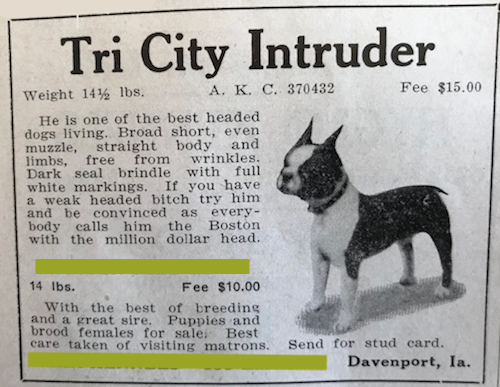 Tri City Intruder
Weight 14½ lbs. A. K. C. 370432 Fee $15.00
He is one of the best headed
dogs living. Broad short, even
muzzle, straight body and
limbs, free from wrinkles.
Dark seal brindle with full
white markings. If you have
a weak headed bitch try him
and be convinced as every-
body calls him the Boston
with the million dollar head.
14 lbs. Fee $10.00
With the best of breeding
and a great sire. Puppies and
brood females for sale. Best
care taken of visiting matrons. Send for stud card.
Davenport, Ia.